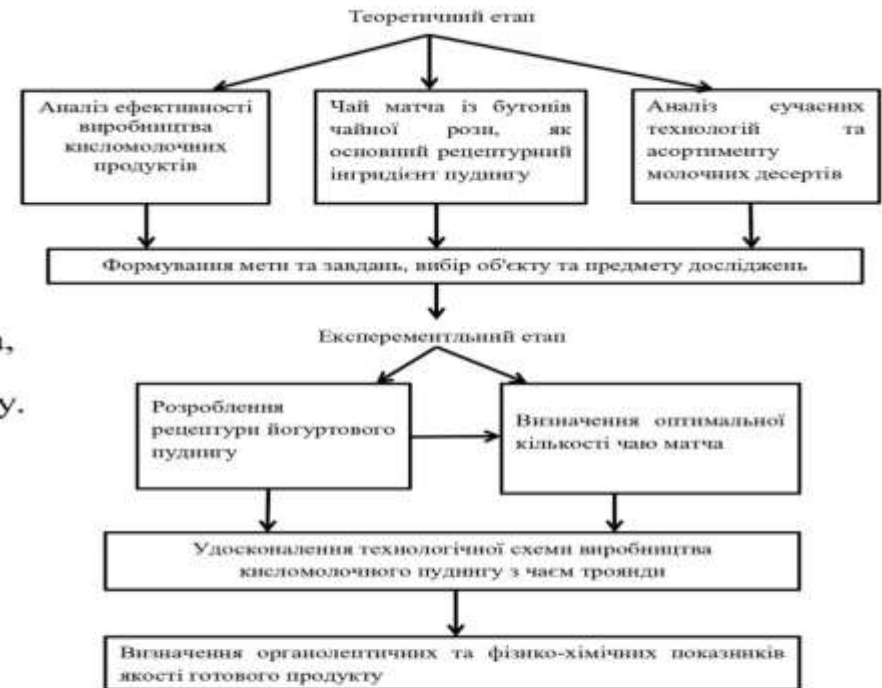 Теоретичний етап
Аналіз ефективності
виробництва
кисломолочних
продуктів
Чай матча із бутонів
чайної рози, як
основний рецептурний
інгридієнт пудингу
Аналіз сучасних
технологій та
асортименту
молочних десертів
Формування мети та завдань, вибір об'єкту та предмету досліджень
Експерементльний етап
у.
Розроблення
рецептури йогуртового
пуднигу
Визначення оптимальної
кількості чаю матча
Удосконалення технологічної схеми виробництва
кисломолочного пудингу з чаєм троянди
Визначення органолептичних та фізико-хімічних показників
якості готового продукту